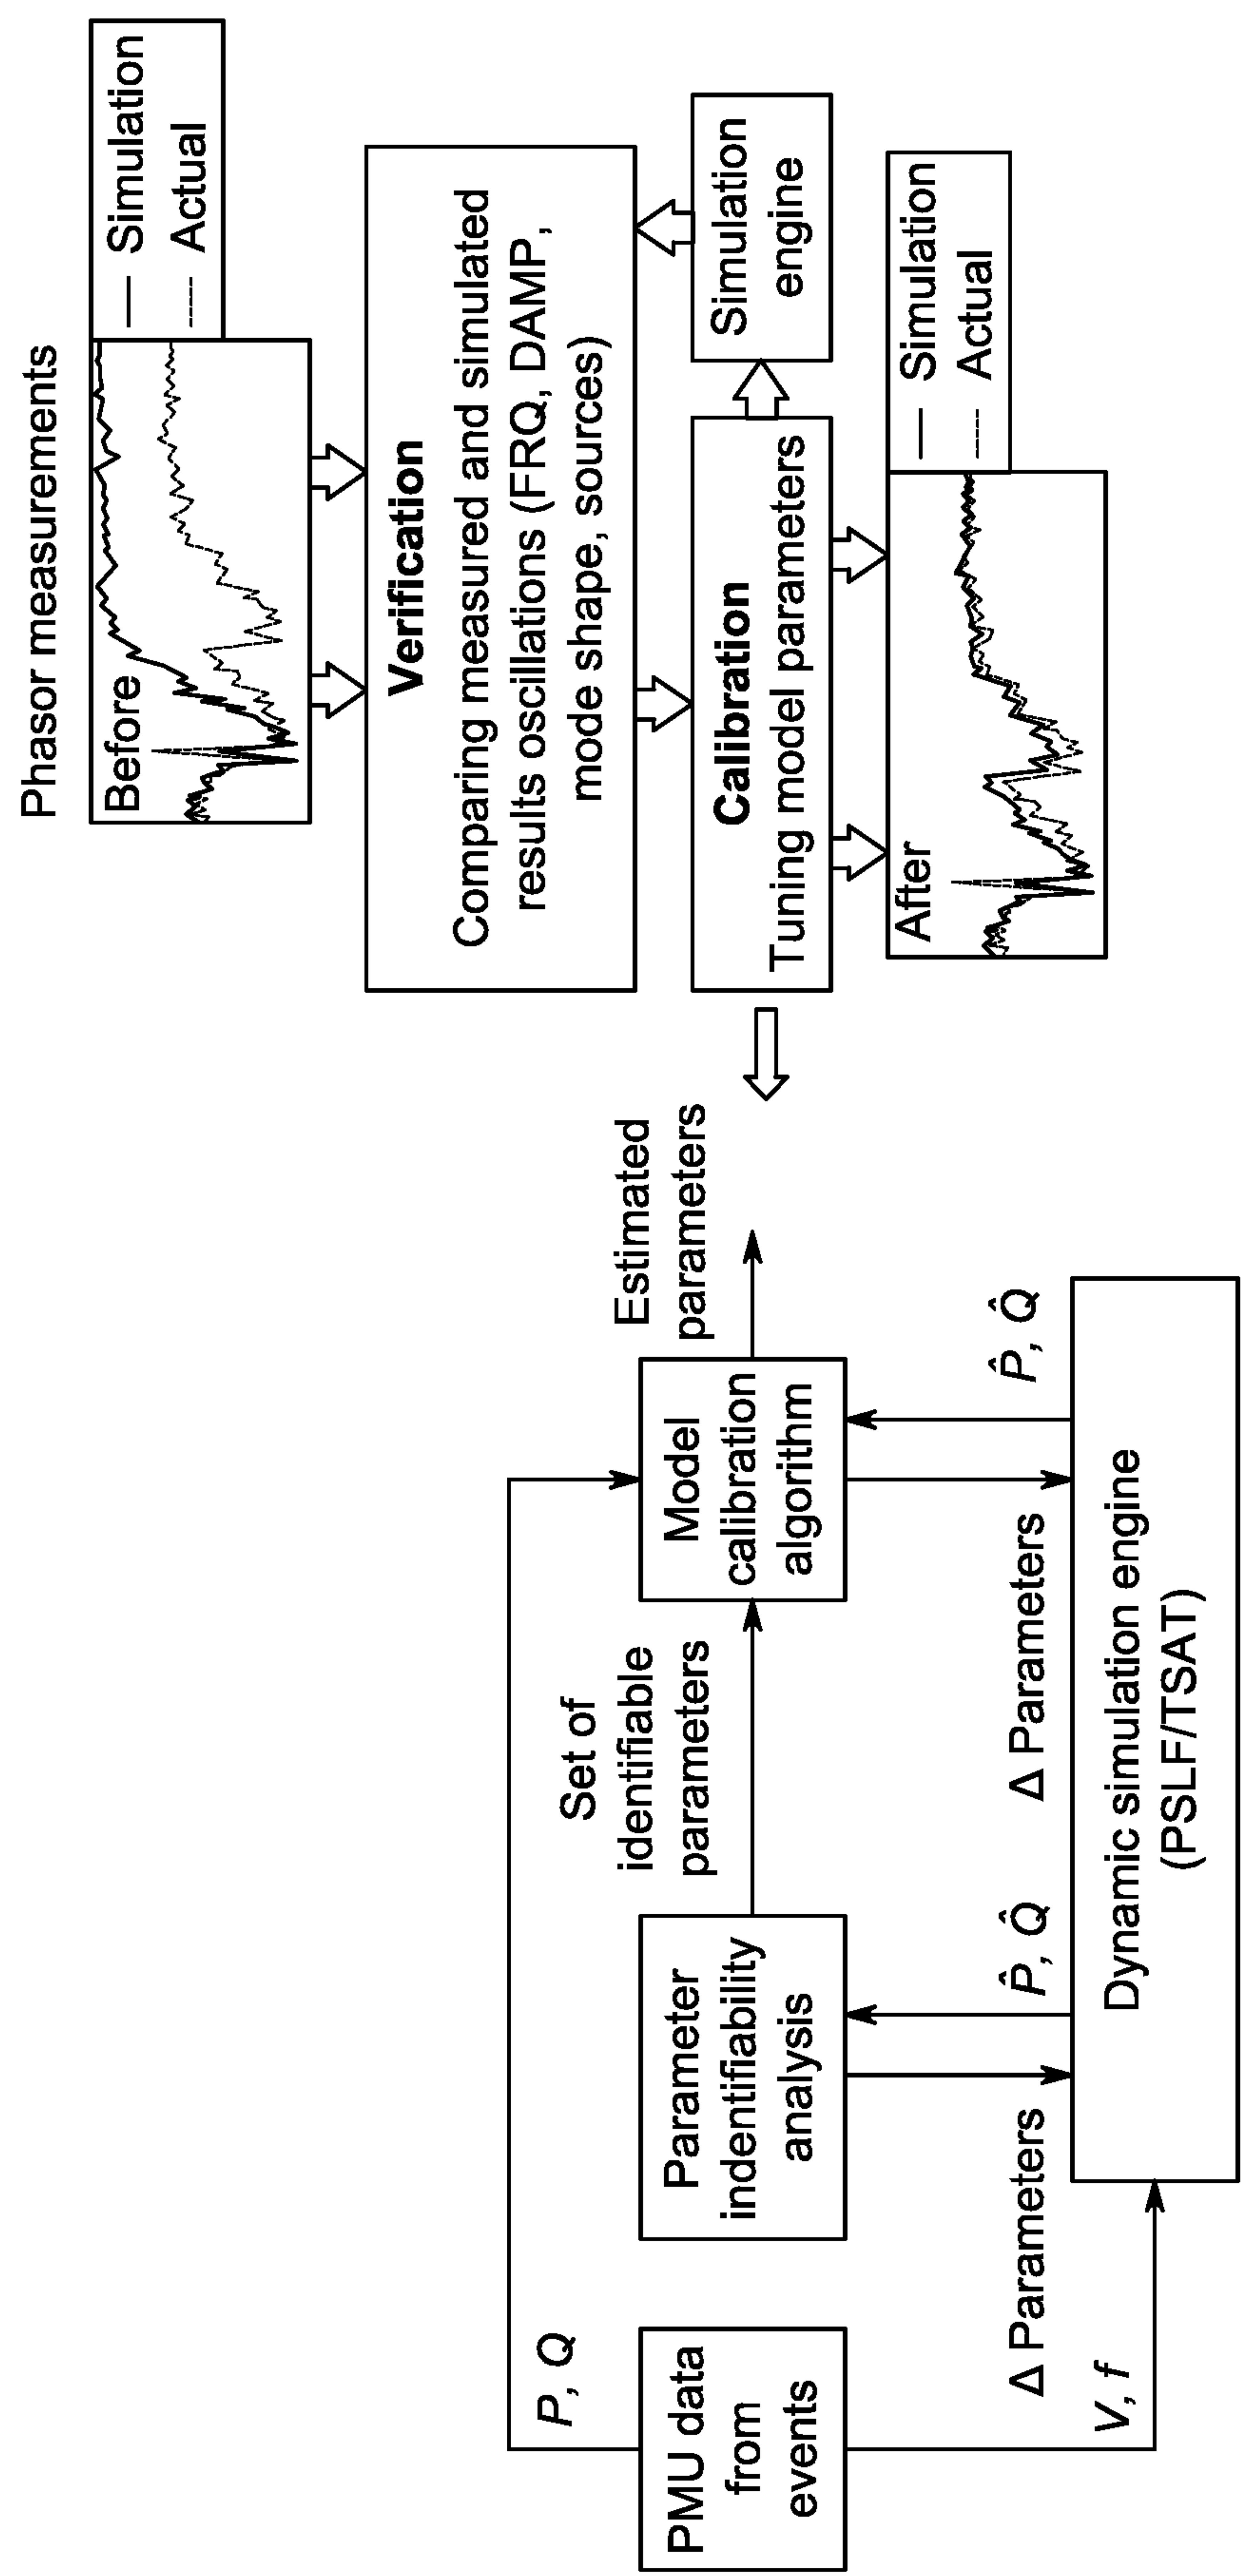 Phasor measurements
Before
Simulation
Actual
Verification
Comparing measured and simulated
results oscillations (FRQ, DAMP,
mode shape, sources)
Calibration
Tuning model parameters
Simulation
engine
After
Simulation
Actual
PMU data
from
events
P, Q
V, f
Parameter
indentifiability
analysis
Δ Parameters
P̂, Q̂
Set of
identifiable
parameters
Model
calibration
algorithm
Δ Parameters
P̂, Q̂
Estimated
parameters
Dynamic simulation engine
(PSLF/TSAT)